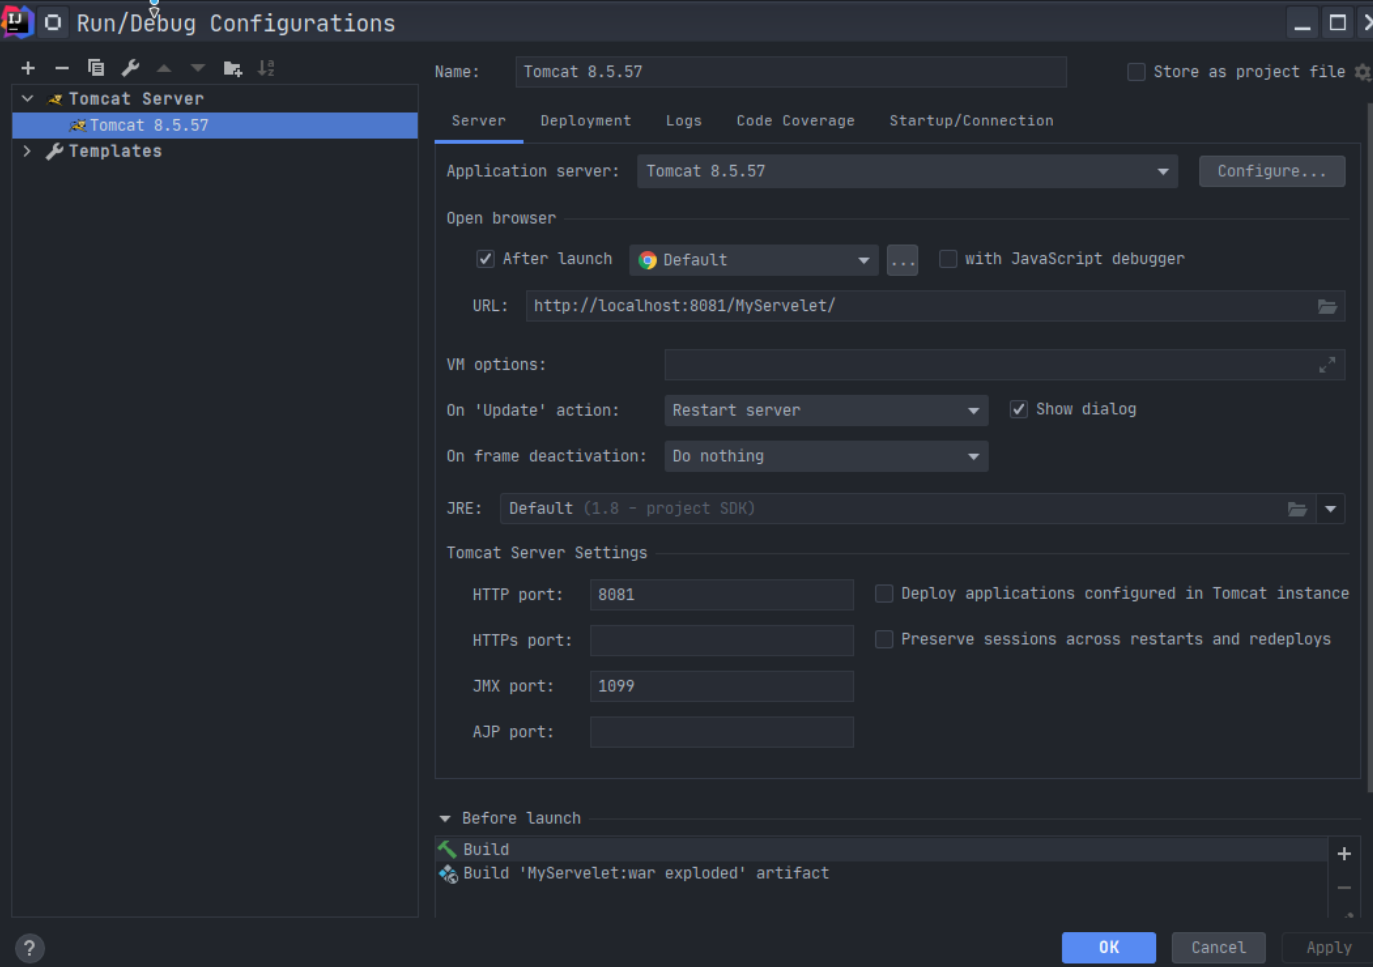 Run/Debug Configurations
Tomcat Server
Tomcat 8.5.57
Templates
Name: Tomcat 8.5.57 Store as project file
Server Deployment Logs Code Coverage Startup/Connection
Application server: Tomcat 8.5.57 Configure...
Open browser
After launch Default ... with JavaScript debugger
URL: http://localhost:8081/MyServelet/
VM options:
On 'Update' action: Restart server Show dialog
On frame deactivation: Do nothing
JRE: Default (1.8 - project SDK)
Tomcat Server Settings
HTTP port: 8081 Deploy applications configured in Tomcat instance
HTTPs port: Preserve sessions across restarts and redeploys
JMX port: 1099
AJP port:
Before launch
Build
Build 'MyServelet:war exploded' artifact
? OK Cancel Apply